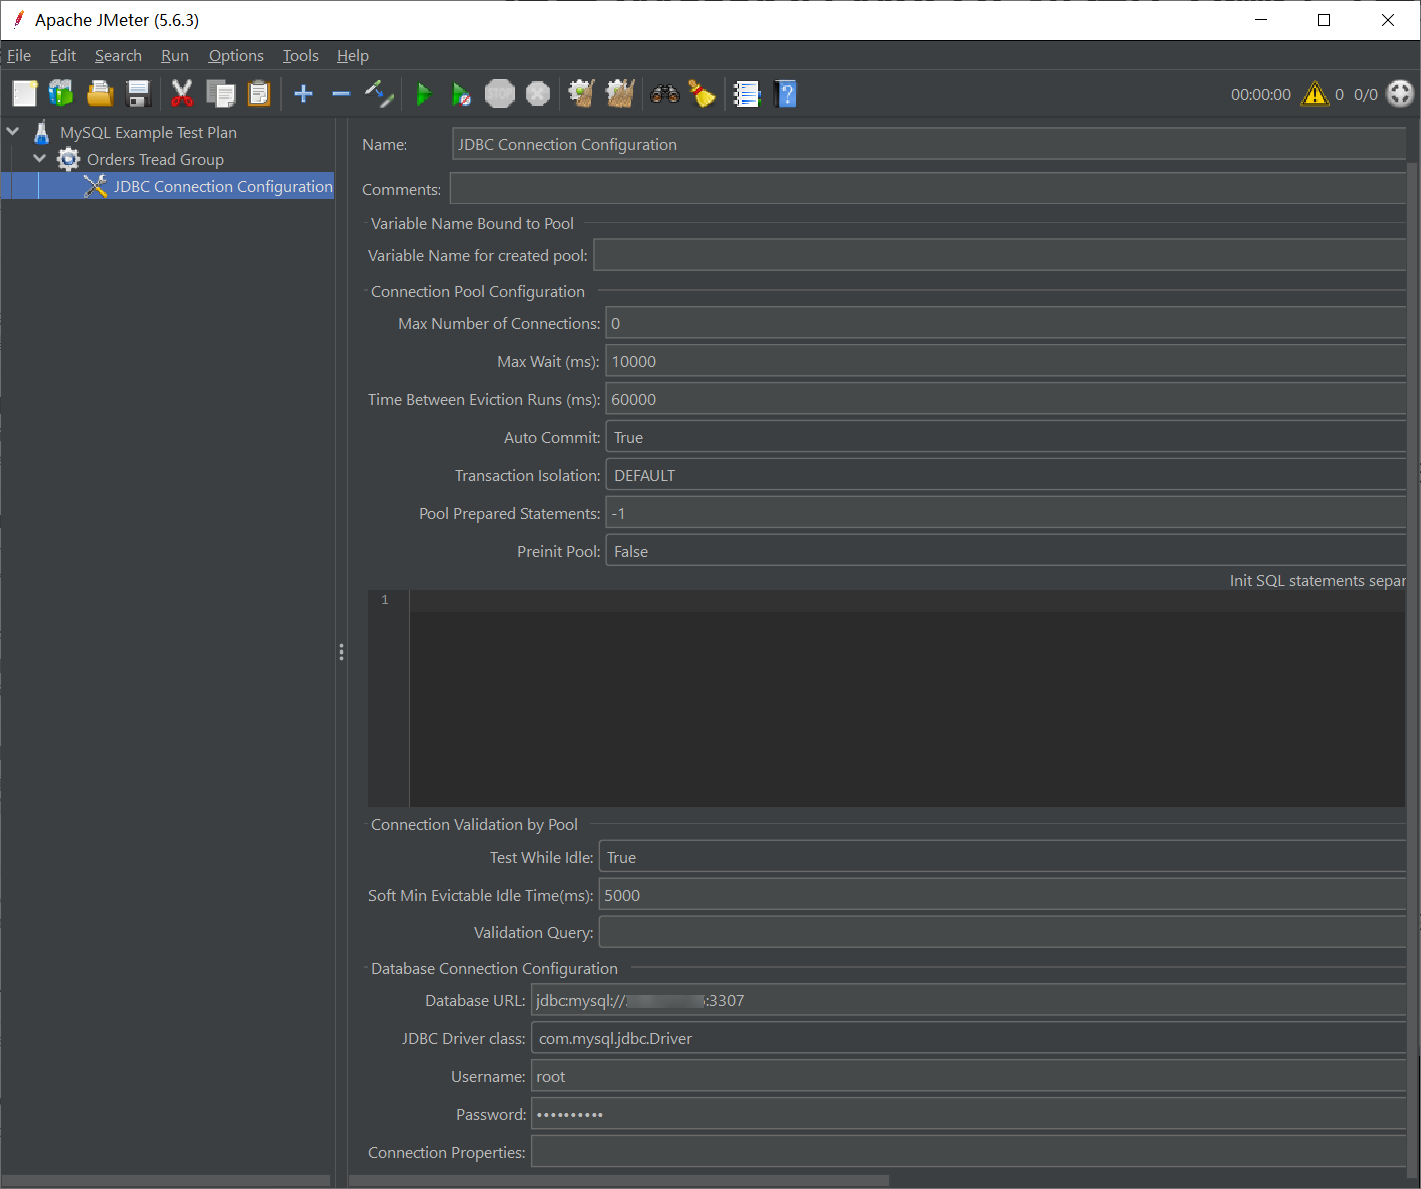 Apache JMeter (5.6.3)
File Edit Search Run Options Tools Help
STOP
00:00:00 0 0/0
MySQL Example Test Plan
Orders Tread Group
JDBC Connection Configuration
Name: JDBC Connection Configuration
Comments:
Variable Name Bound to Pool
Variable Name for created pool:
Connection Pool Configuration
Max Number of Connections: 0
Max Wait (ms): 10000
Time Between Eviction Runs (ms): 60000
Auto Commit: True
Transaction Isolation: DEFAULT
Pool Prepared Statements: -1
Preinit Pool: False
Init SQL statements separ
1
Connection Validation by Pool
Test While Idle: True
Soft Min Evictable Idle Time(ms): 5000
Validation Query:
Database Connection Configuration
Database URL: jdbc:mysql:// :3307
JDBC Driver class: com.mysql.jdbc.Driver
Username: root
Password: ••••••••••
Connection Properties: